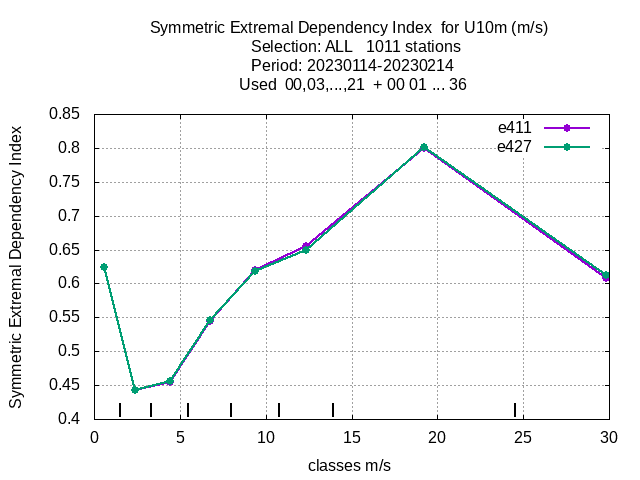 Symmetric Extremal Dependency Index for U10m (m/s)
Selection: ALL 1011 stations
Period: 20230114-20230214
Used 00,03,...,21 + 00 01 ... 36
Symmetric Extremal Dependency Index
0.85
0.8
0.75
0.7
0.65
0.6
0.55
0.5
0.45
0.4
e411
e427
0 5 10 15 20 25 30
classes m/s